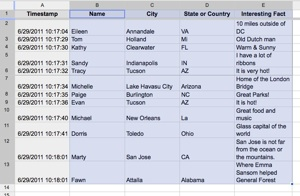 A B C D E
1 Timestamp Name City State or Country Interesting Fact
10 miles outside of
2 6/29/2011 10:17:04 Eileen Annandale VA DC
3 6/29/2011 10:17:29 Tom Holland MI Old Dutch man
4 6/29/2011 10:17:30 Kathy Clearwater FL Warm & Sunny
I have a lot of
5 6/29/2011 10:17:31 Sandy Indianapolis IN ribbons
6 6/29/2011 10:17:32 Tracy Tucson AZ It is very hot!
Home of the London
7 6/29/2011 10:17:34 Michelle Lake Havasu City Arizona Bridge
8 6/29/2011 10:17:35 Paige Burlington NC Great Parks!
9 6/29/2011 10:17:36 Evan Tucson AZ It is hot!
Great food and
10 6/29/2011 10:17:40 Michael New Orleans La music
Glass capital of the
11 6/29/2011 10:17:41 Dorris Toledo Ohio world
San Jose is not far
from the ocean or
12 6/29/2011 10:18:01 Marty San Jose CA the mountains.
Where Emma
Sansom helped
13 6/29/2011 10:18:01 Fawn Attalla Alabama General Forest
14